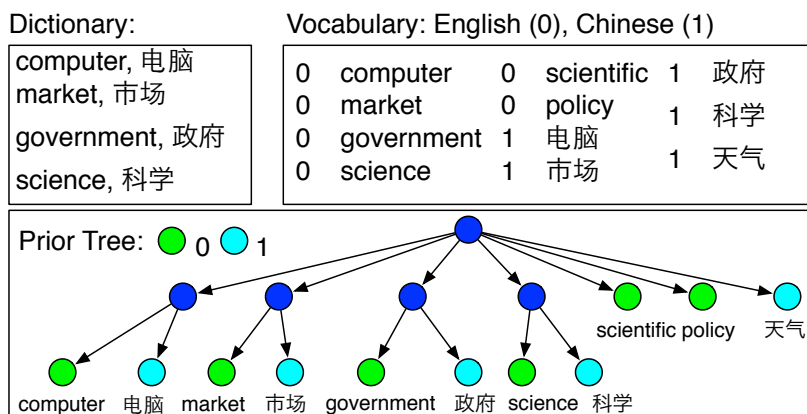 Dictionary:
computer, 电脑
market, 市场
government, 政府
science, 科学
Vocabulary: English (0), Chinese (1)
0 computer 0 scientific 1 政府
0 market 0 policy 1 科学
0 government 1 电脑 1 天气
0 science 1 市场
Prior Tree: 0 1
scientific policy 天气
computer 电脑 market 市场 government 政府 science 科学